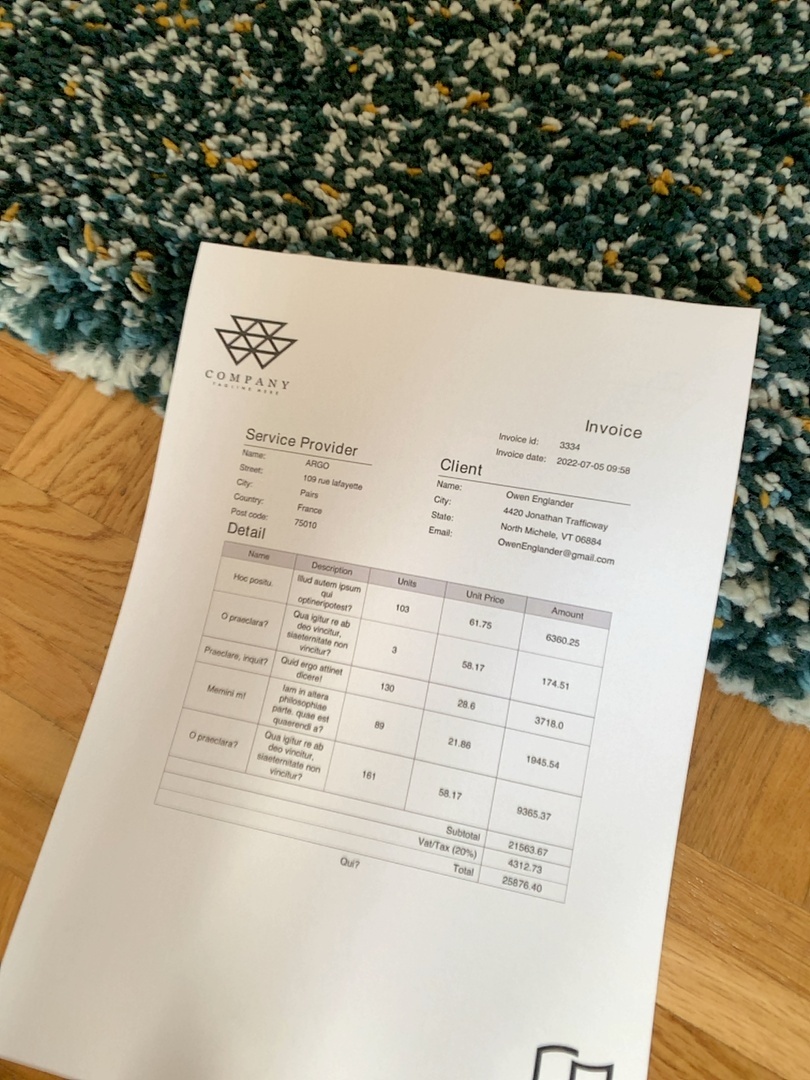 COMPANY
TAGLINE HERE
Invoice
Invoice id: 3334
Invoice date: 2022-07-05 09:58
Service Provider
Name: ARGO
Street: 109 rue lafayette
City: Pairs
Country: France
Post code: 75010
Client
Name: Owen Englander
City: 4420 Jonathan Trafficway
State: North Michele, VT 06884
Email: OwenEnglander@gmail.com
Detail
Name Description Units Unit Price Amount
Hoc positu. Illud autem ipsum
qui
optineripotest? 103 61.75 6360.25
O praeclara? Qua igitur re ab
deo vincitur,
siaeternitate non
vincitur? 3 58.17 174.51
Praeclare, inquit? Quid ergo attinet
dicere! 130 28.6 3718.0
Memini m! Iam in altera
philosophiae
parte. quae est
quaerendi a? 89 21.86 1945.54
O praeclara? Qua igitur re ab
deo vincitur,
siaeternitate non
vincitur? 161 58.17 9365.37
Subtotal 21563.67
Vat/Tax (20%) 4312.73
Total 25876.40
Qui?